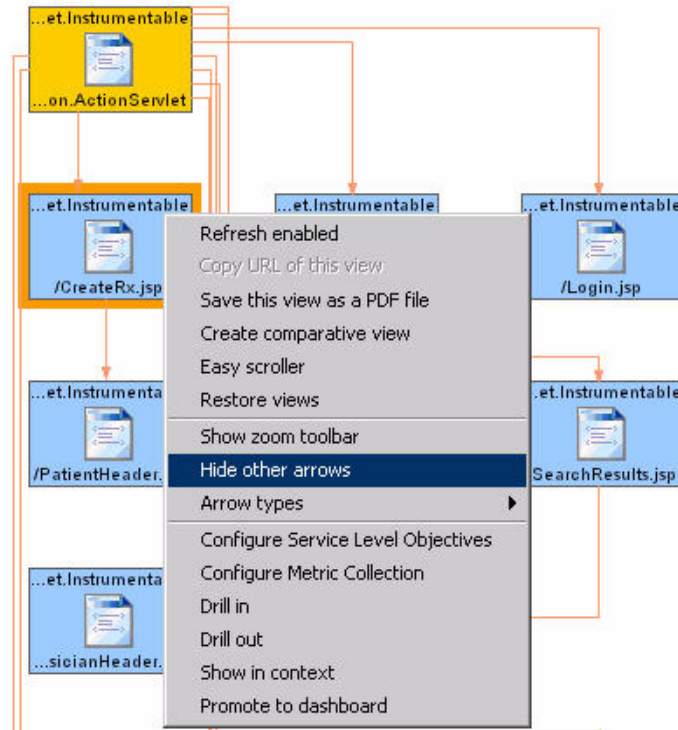 ...et.Instrumentable
...on.ActionServlet
...et.Instrumentable
/CreateRx.jsp
...et.Instrumentable
...et.Instrumentable
/Login.jsp
Refresh enabled
Copy URL of this view
Save this view as a PDF file
Create comparative view
Easy scroller
Restore views
Show zoom toolbar
Hide other arrows
Arrow types
Configure Service Level Objectives
Configure Metric Collection
Drill in
Drill out
Show in context
Promote to dashboard
...et.Instrumenta
/PatientHeader.
.et.Instrumentable
SearchResults.jsp
...et.Instrumenta
...sicianHeader.